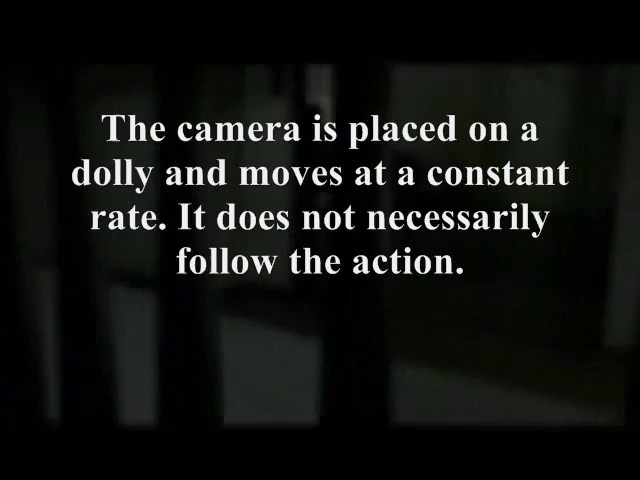 The camera is placed on a
dolly and moves at a constant
rate. It does not necessarily
follow the action.